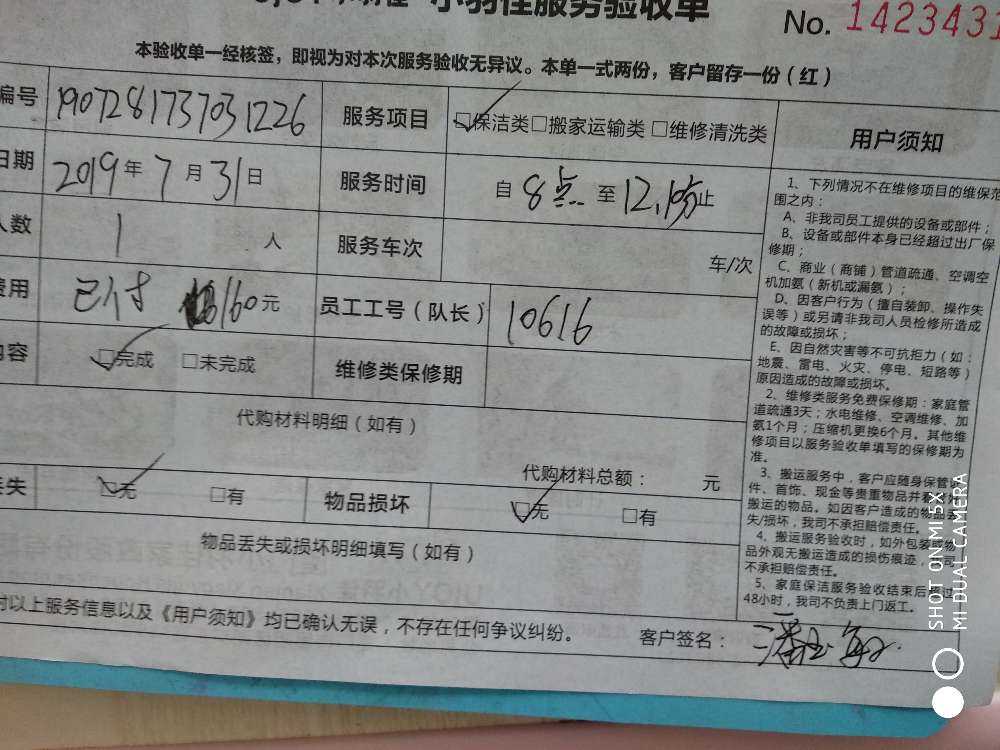 小羽佳服务验收单
No. 1423431
本验收单一经核签，即视为对本次服务验收无异议。本单一式两份，客户留存一份（红）
编号 1907281737031226 服务项目 □保洁类□搬家运输类 □维修清洗类
日期 2019年7月31日 服务时间 自 8点 至 止
人数 1 人 服务车次 车/次
费用 已付 160元 员工工号（队长） 10616
内容 □完成 □未完成 维修类保修期
代购材料明细（如有）
代购材料总额： 元
丢失 □无 □有 物品损坏 □无 □有
物品丢失或损坏明细填写（如有）
对以上服务信息以及《用户须知》均已确认无误，不存在任何争议纠纷。
客户签名：
用户须知
1、下列情况不在维修项目的维保范
围之内：
A、非我司员工提供的设备或部件；
B、设备或部件本身已经超过出厂保
修期；
C、商业（商铺）管道疏通、空调空
机加氨（新机或漏氨）；
D、因客户行为（擅自装卸、操作失
误等）或另请非我司人员检修所造成
的故障或损坏；
E、因自然灾害等不可抗拒力（如：
地震、雷电、火灾、停电、短路等）
原因造成的故障或损坏。
2、维修类服务免费保修期：家庭管
道疏通3天；水电维修、空调维修、加
氨1个月；压缩机更换6个月。其他维
修项目以服务验收单填写的保修期为
准。
3、搬运服务中，客户应随身保管证
件、首饰、现金等贵重物品并
搬运的物品。如因客户造成的物品丢
失/损坏，我司不承担赔偿责任。
4、搬运服务验收时，如外包装或物
品外观无搬运造成的损伤痕迹，
不承担赔偿责任。
5、家庭保洁服务验收结束后超过
48小时，我司不负责上门返工。
SHOT ON MI 5X
MI DUAL CAMERA